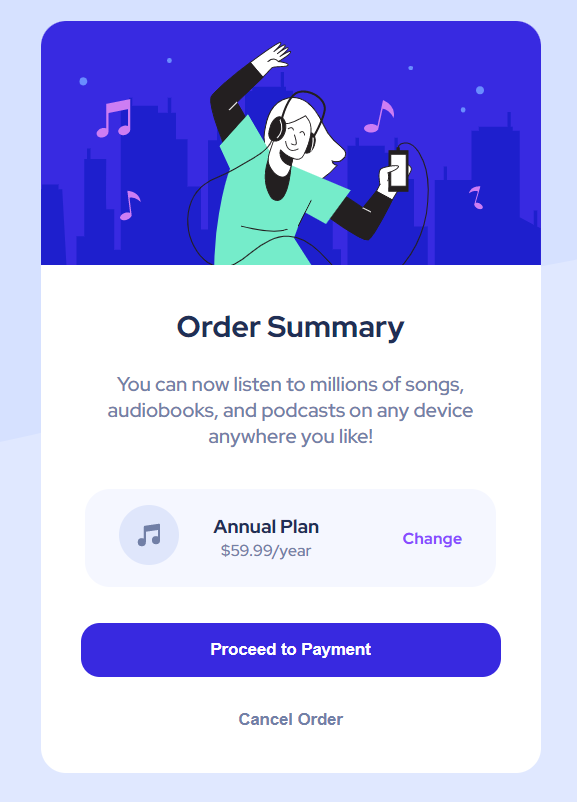 Order Summary
You can now listen to millions of songs,
audiobooks, and podcasts on any device
anywhere you like!
Annual Plan
$59.99/year
Change
Proceed to Payment
Cancel Order